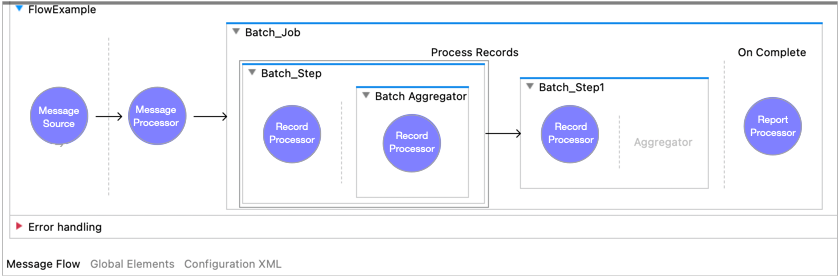 FlowExample
Batch_Job
Process Records
On Complete
Batch_Step
Batch Aggregator
Batch_Step1
Message
Source
Message
Processor
Record
Processor
Record
Processor
Record
Processor
Aggregator
Report
Processor
Error handling
Message Flow Global Elements Configuration XML